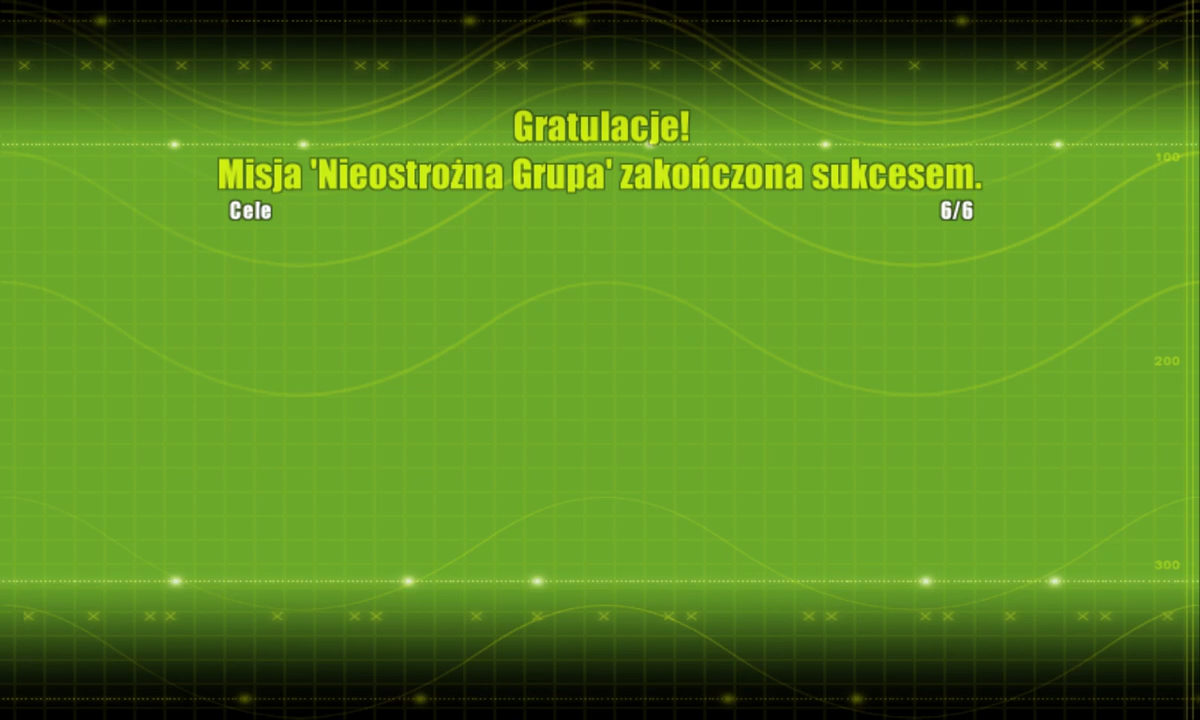 Gratulacje!
Misja 'Nieostrożna Grupa' zakończona sukcesem.
Cele 6/6
100
200
300